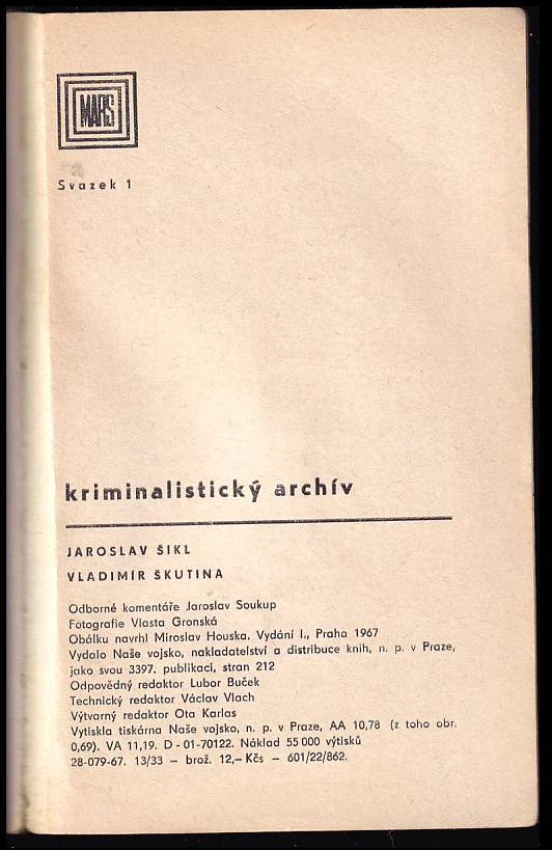 MARS
Svazek 1
kriminalistický archív
JAROSLAV ŠIKL
VLADIMÍR ŠKUTINA
Odborné komentáře Jaroslav Soukup
Fotografie Vlasta Gronská
Obálku navrhl Miroslav Houska. Vydání I., Praha 1967
Vydalo Naše vojsko, nakladatelství a distribuce knih, n. p. v Praze,
jako svou 3397. publikaci, stran 212
Odpovědný redaktor Lubor Buček
Technický redaktor Václav Vlach
Výtvarný redaktor Ota Karlas
Vytiskla tiskárna Naše vojsko, n. p. v Praze, AA 10,78 (z toho obr.
0,69). VA 11,19. D - 01-70122. Náklad 55 000 výtisků
28-079-67. 13/33 – brož. 12,– Kčs – 601/22/862.